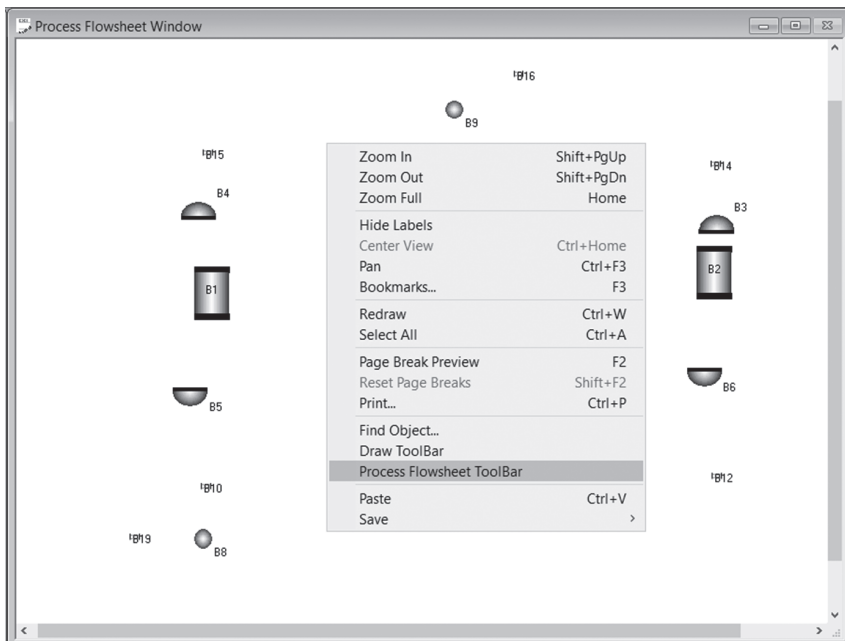 Process Flowsheet Window
B16
B9
B15
B14
B4
B3
B1
B2
B5
B6
B10
B12
B19
B8
Zoom In Shift+PgUp
Zoom Out Shift+PgDn
Zoom Full Home
Hide Labels
Center View Ctrl+Home
Pan Ctrl+F3
Bookmarks... F3
Redraw Ctrl+W
Select All Ctrl+A
Page Break Preview F2
Reset Page Breaks Shift+F2
Print... Ctrl+P
Find Object...
Draw ToolBar
Process Flowsheet ToolBar
Paste Ctrl+V
Save